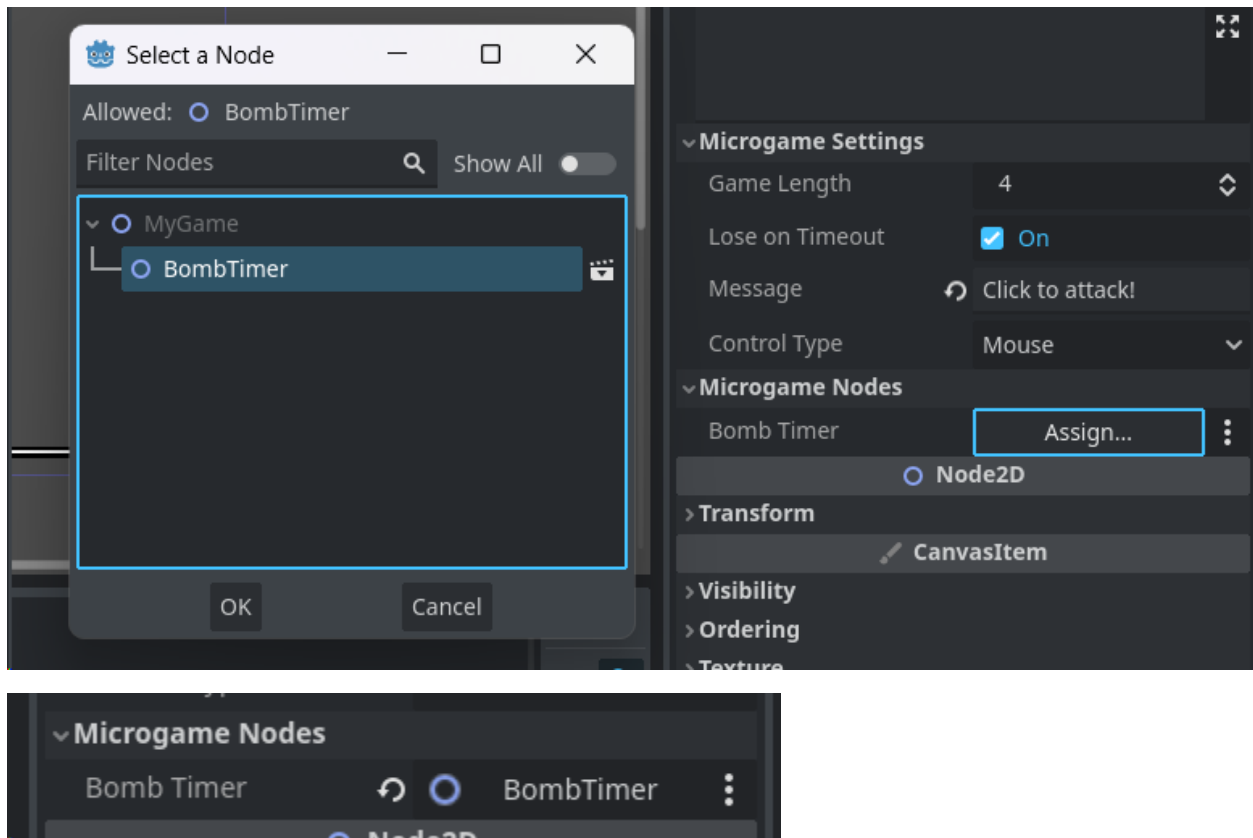 Select a Node
Allowed: BombTimer
Filter Nodes
Show All
MyGame
BombTimer
OK
Cancel
Microgame Settings
Game Length 4
Lose on Timeout On
Message Click to attack!
Control Type Mouse
Microgame Nodes
Bomb Timer Assign...
Node2D
Transform
CanvasItem
Visibility
Ordering
Texture
Microgame Nodes
Bomb Timer BombTimer
Node2D